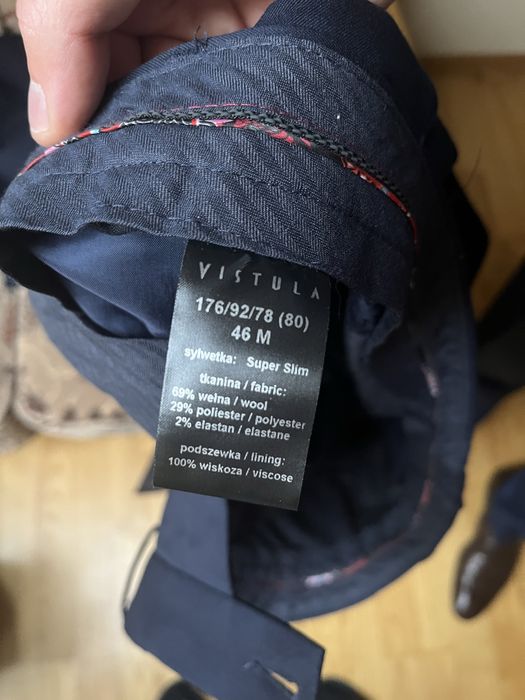 VISTULA
176/92/78 (80)
46 M
sylwetka: Super Slim
tkanina / fabric:
69% wełna / wool
29% poliester / polyester
2% elastan / elastane
podszewka / lining:
100% wiskoza / viscose